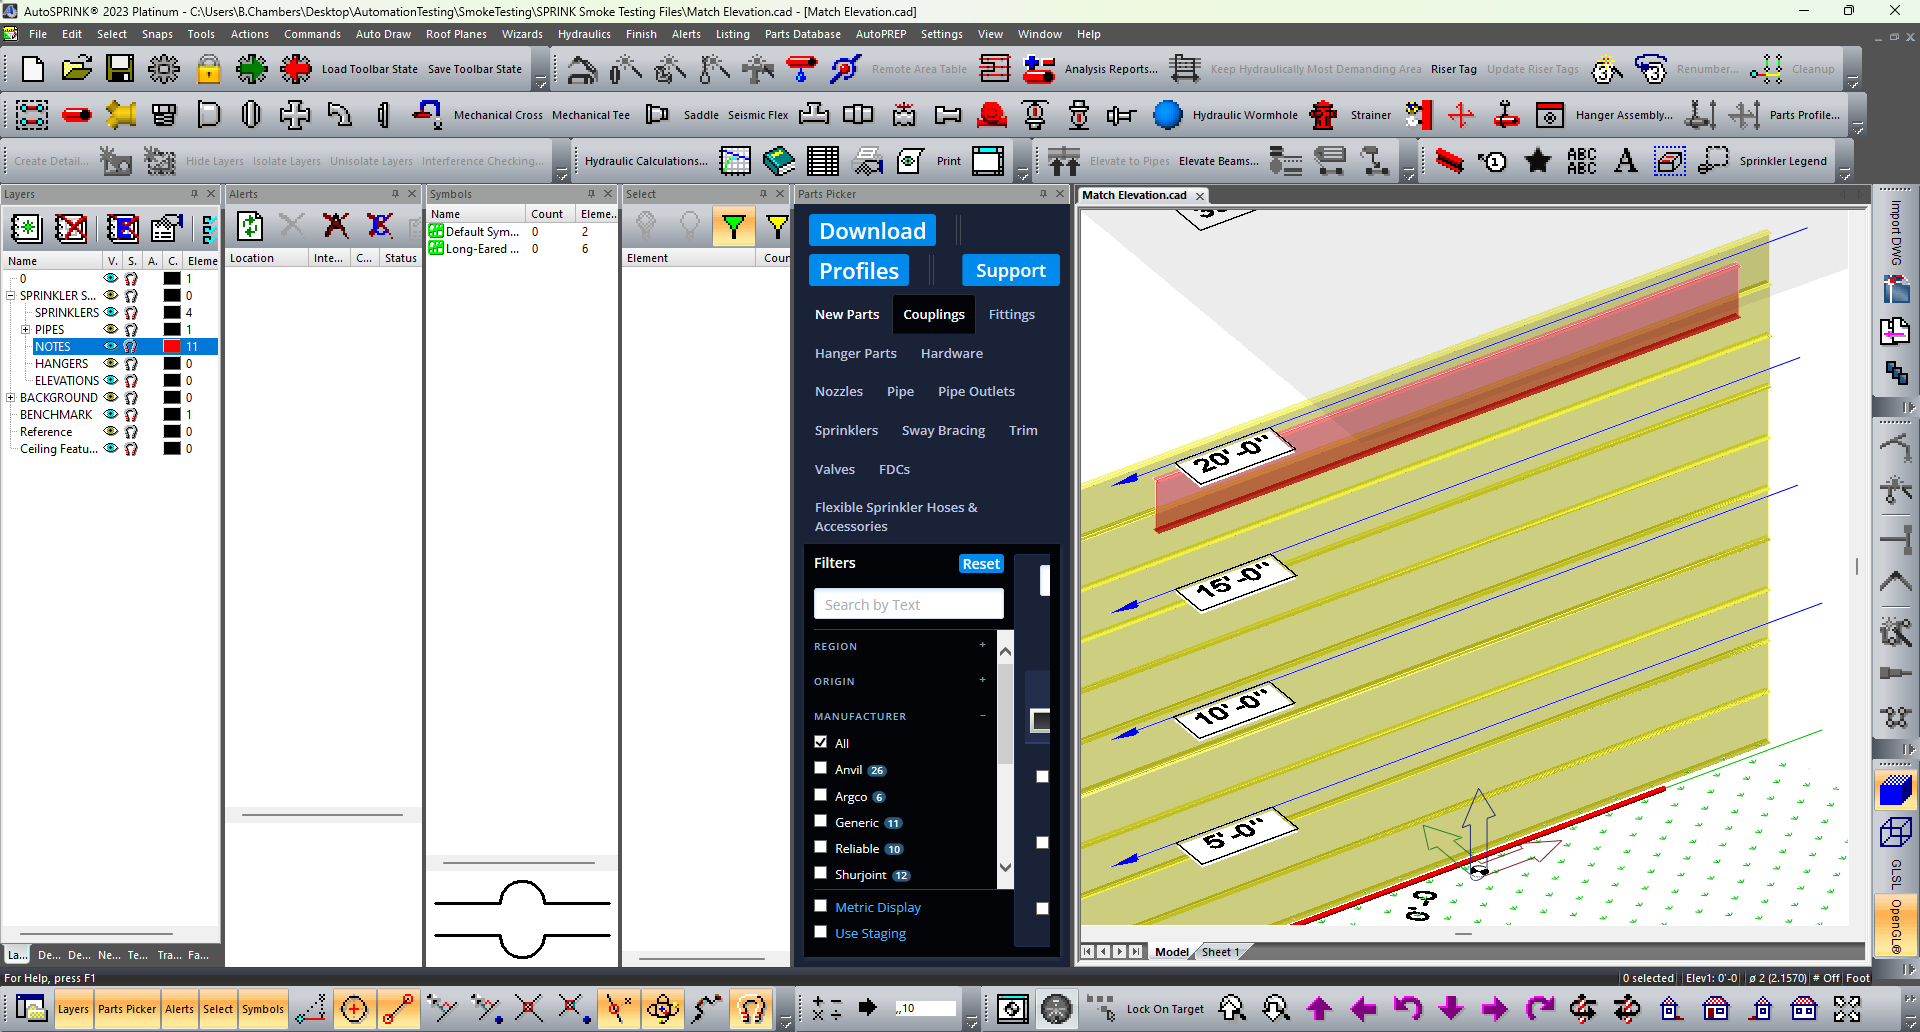 AutoSPRINK® 2023 Platinum - C:\Users\B.Chambers\Desktop\AutomationTesting\SmokeTesting\SPRINK Smoke Testing Files\Match Elevation.cad - [Match Elevation.cad]
File Edit Select Snaps Tools Actions Commands Auto Draw Roof Planes Wizards Hydraulics Finish Alerts Listing Parts Database AutoPREP Settings View Window Help
Load Toolbar State Save Toolbar State Remote Area Table Analysis Reports... Keep Hydraulically Most Demanding Area Riser Tag Update Riser Tags Renumber... Cleanup
Mechanical Cross Mechanical Tee Saddle Seismic Flex Hydraulic Wormhole Strainer Hanger Assembly... Parts Profile...
Create Detail... Hide Layers Isolate Layers Unisolate Layers Interference Checking... Hydraulic Calculations... Print Elevate to Pipes Elevate Beams... 1 ABC ABC A Sprinkler Legend
Layers
Name V. S. A. C. Eleme
0 1
SPRINKLER S... 0
SPRINKLERS 4
PIPES 1
NOTES 11
HANGERS 0
ELEVATIONS 0
BACKGROUND 0
BENCHMARK 1
Reference 0
Ceiling Featu... 0
La... De... De... Ne... Te... Tra... Fa...
Alerts
Location Inte... C... Status
Symbols
Name Count Eleme...
Default Sym... 0 2
Long-Eared ... 0 6
Select
Element Coun
Parts Picker
Download
Profiles Support
New Parts Couplings Fittings
Hanger Parts Hardware
Nozzles Pipe Pipe Outlets
Sprinklers Sway Bracing Trim
Valves FDCs
Flexible Sprinkler Hoses &
Accessories
Filters Reset
Search by Text
REGION +
ORIGIN +
MANUFACTURER −
All
Anvil 26
Argco 6
Generic 11
Reliable 10
Shurjoint 12
Metric Display
Use Staging
Match Elevation.cad
20'-0"
15'-0"
10'-0"
5'-0"
Model Sheet 1
Import DWG
GLSL
OpenGL®
For Help, press F1
0 selected Elev1: 0'-0 ø 2 (2.1570) # Off Foot
Layers Parts Picker Alerts Select Symbols ,,10 Lock On Target